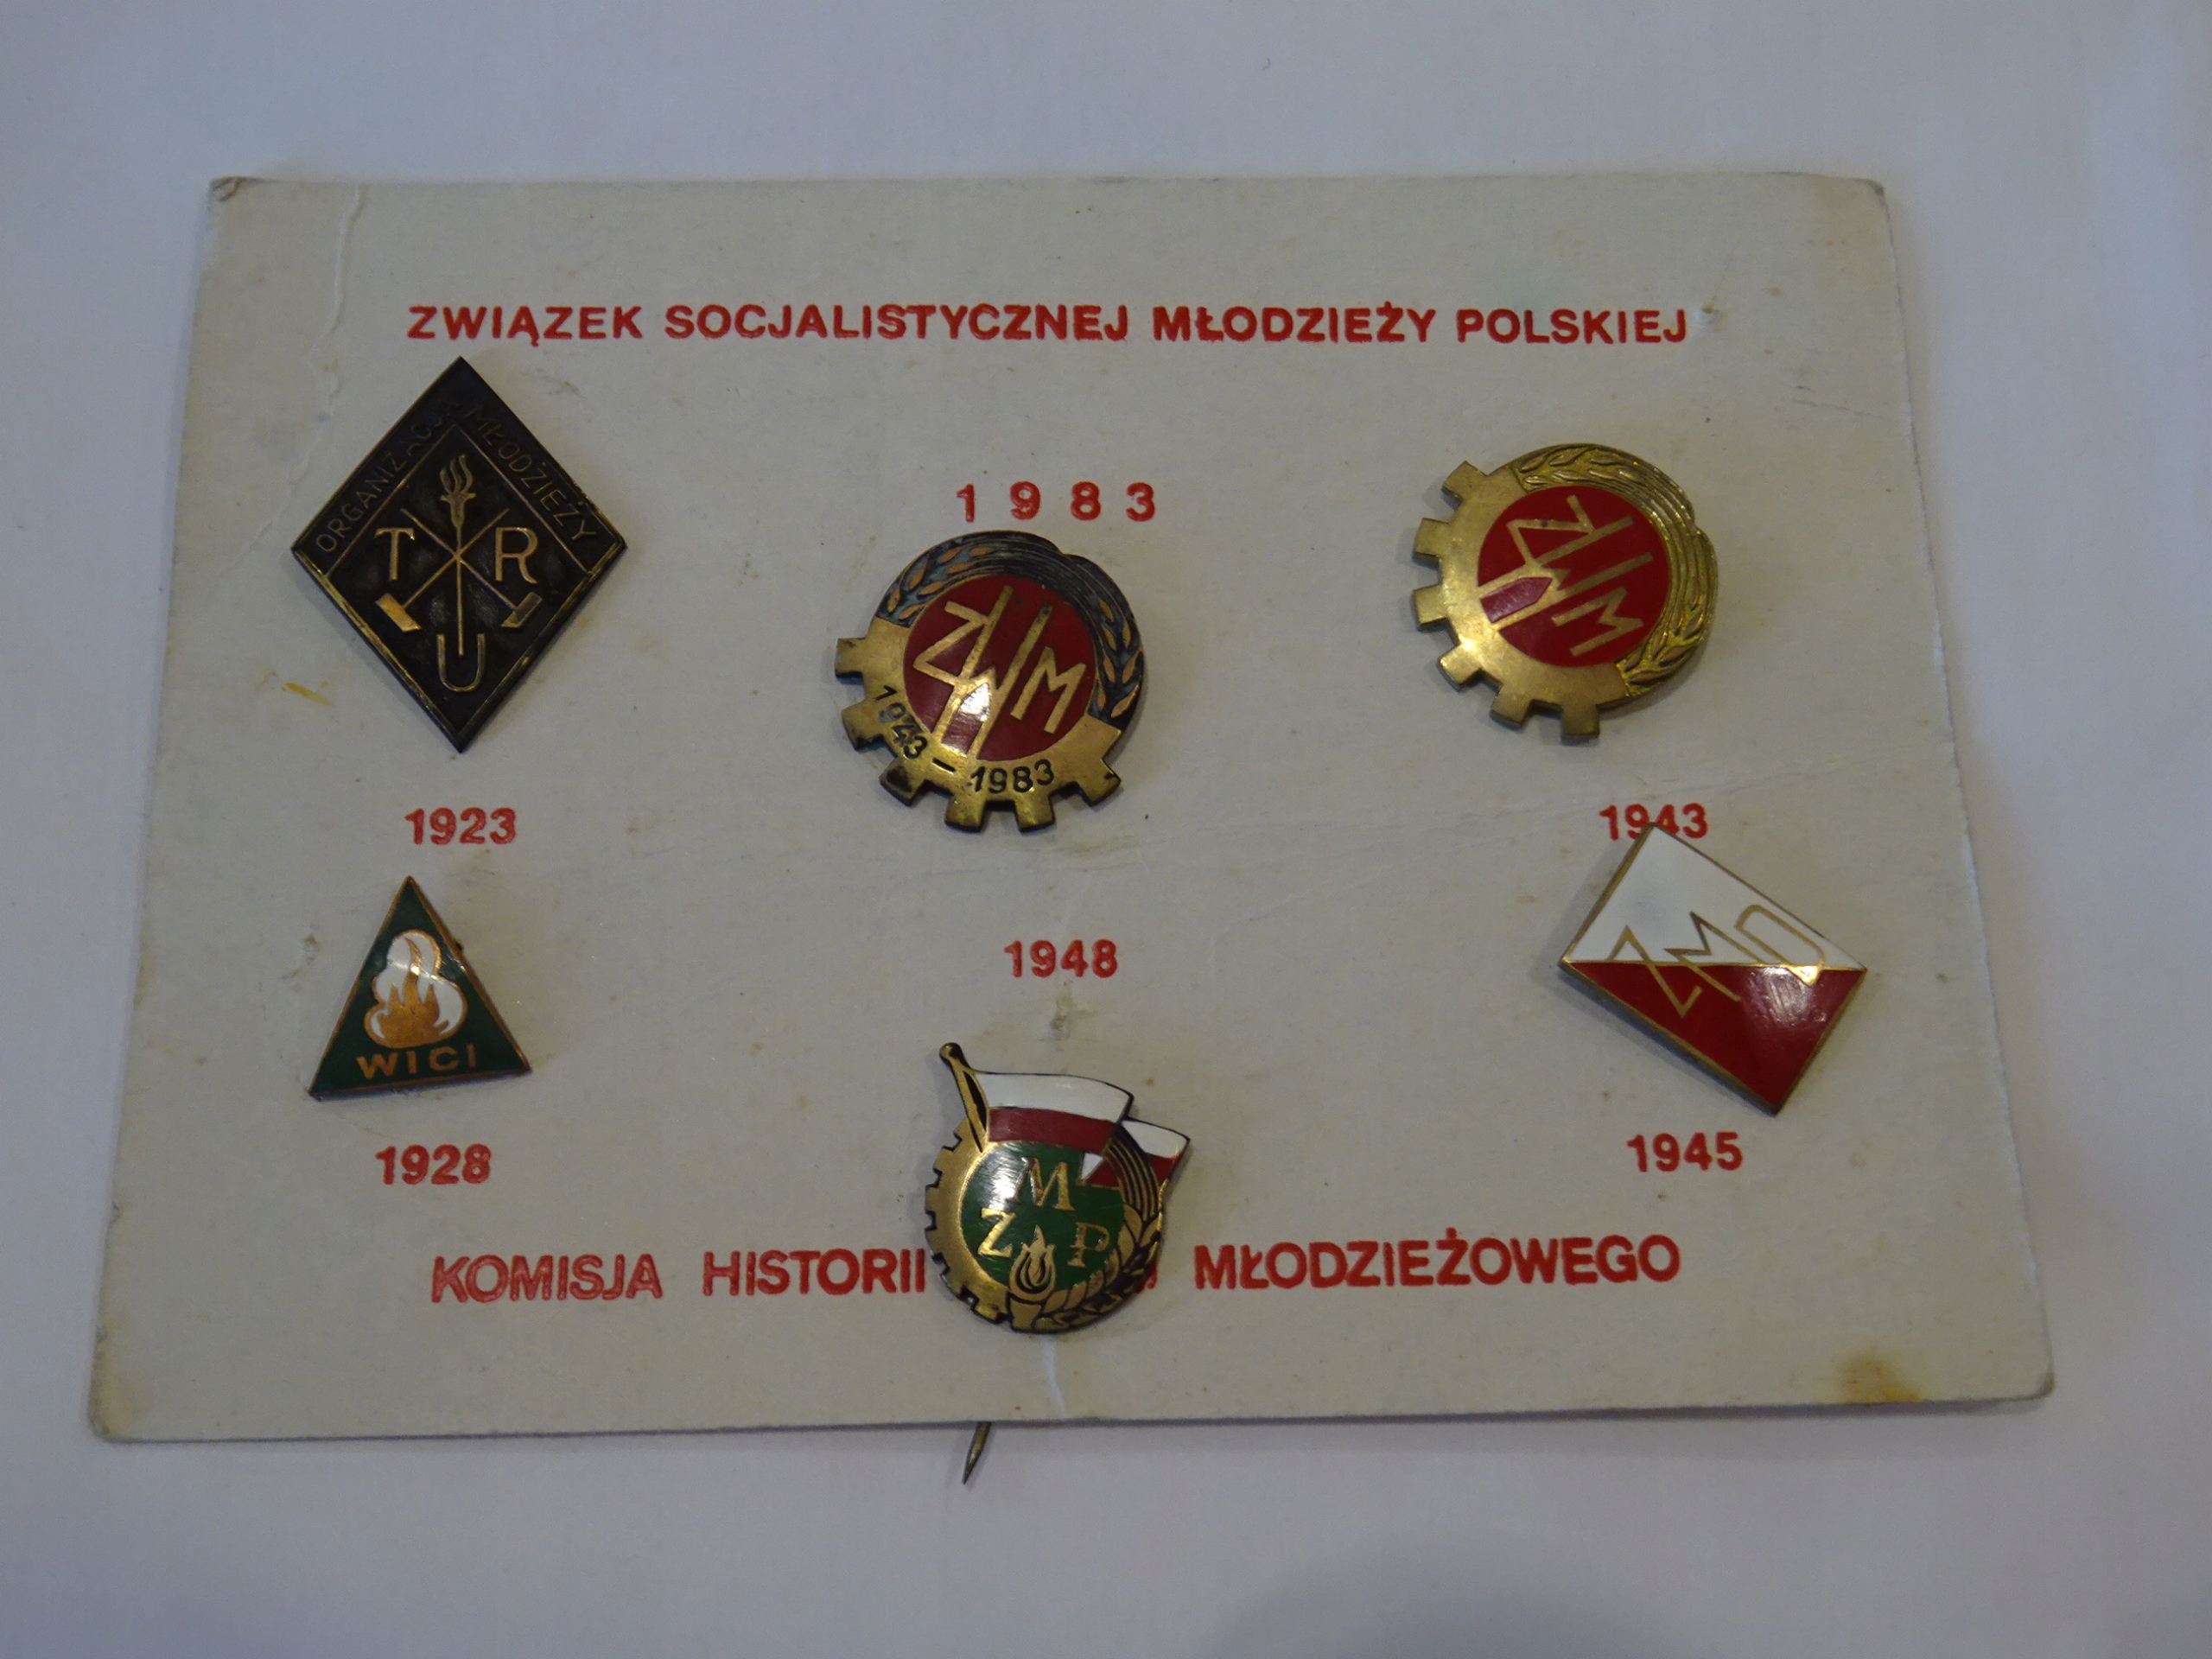 ZWIĄZEK SOCJALISTYCZNEJ MŁODZIEŻY POLSKIEJ
ORGANIZACJA MŁODZIEŻY
T R
U
1983
ZWM
1943 - 1983
ZWM
1923
1943
WICI
1948
ZMD
1928
M
Z P
1945
KOMISJA HISTORII MŁODZIEŻOWEGO